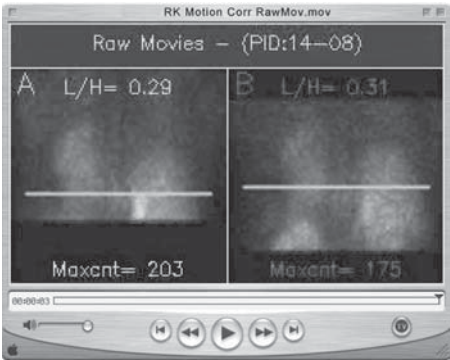 RK Motion Corr RawMov.mov
Raw Movies – (PID:14–08)
A L/H= 0.29
B L/H= 0.31
Maxcnt= 203
Maxcnt= 175
00:00:03